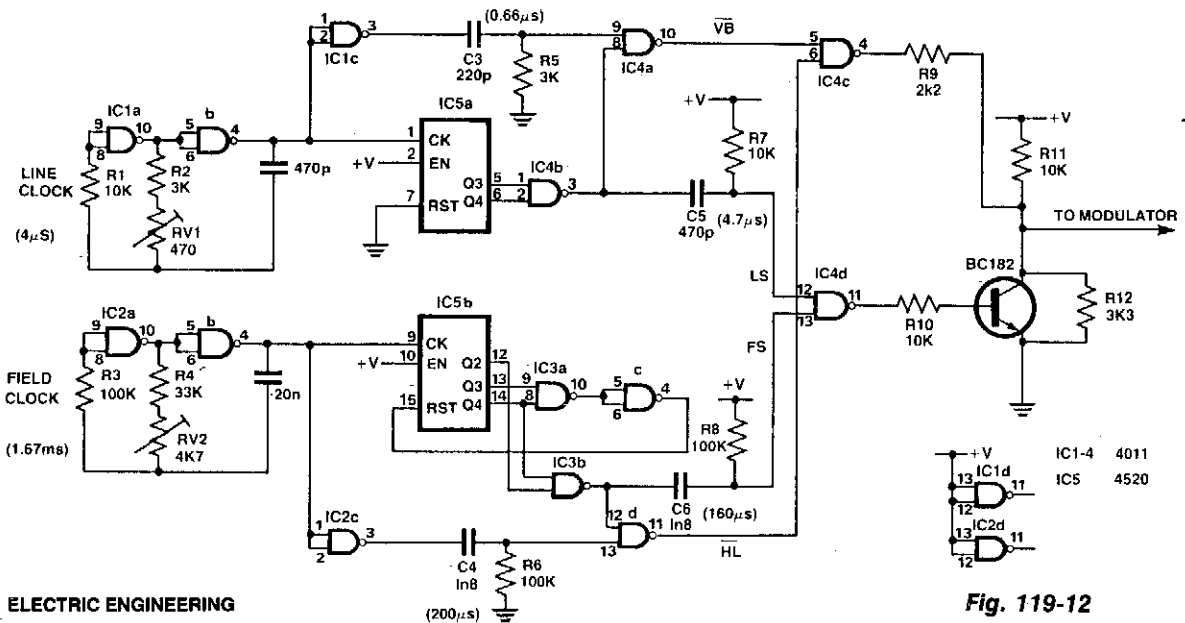 (0.66µs)
1
2
3
IC1c
C3
220p
R5
3K
9
8
10
IC4a
VB
5
6
4
IC4c
R9
2k2
IC1a
9
8
10
b
5
6
4
LINE
CLOCK
R1
10K
R2
3K
RV1
470
470p
(4µS)
IC5a
1
CK
+V
2
EN
7
RST
Q3
5
Q4
6
IC4b
1
2
3
+V
R7
10K
C5
470p
(4.7µs)
+V
R11
10K
TO MODULATOR
BC182
R12
3K3
LS
IC4d
12
13
11
R10
10K
FS
IC2a
9
8
10
b
5
6
4
FIELD
CLOCK
R3
100K
R4
33K
RV2
4K7
20n
(1.67ms)
IC5b
9
CK
+V
10
EN
15
RST
Q2
12
Q3
13
Q4
14
IC3a
9
8
10
c
5
6
4
+V
R8
100K
IC3b
C6
In8
(160µs)
IC2c
1
2
3
C4
In8
R6
100K
(200µs)
d
12
13
11
HL
+V
IC1d
13
12
11
IC2d
13
12
11
IC1-4 4011
IC5 4520
ELECTRIC ENGINEERING
Fig. 119-12